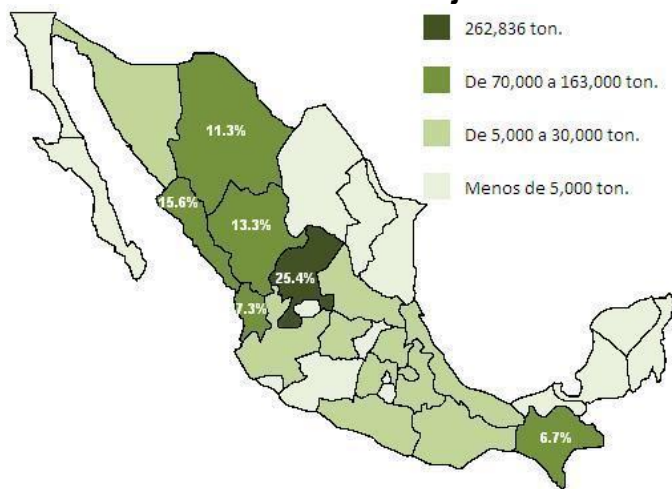 262,836 ton.
De 70,000 a 163,000 ton.
De 5,000 a 30,000 ton.
Menos de 5,000 ton.
11.3%
15.6%
13.3%
25.4%
7.3%
6.7%